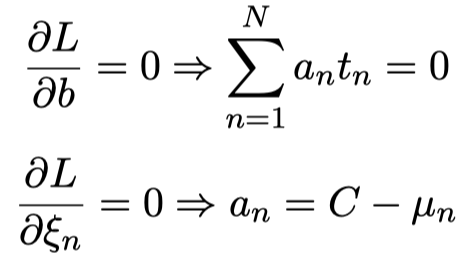 ∂L/∂b = 0 ⇒ ∑_{n=1}^{N} a_n t_n = 0
∂L/∂ξ_n = 0 ⇒ a_n = C − μ_n